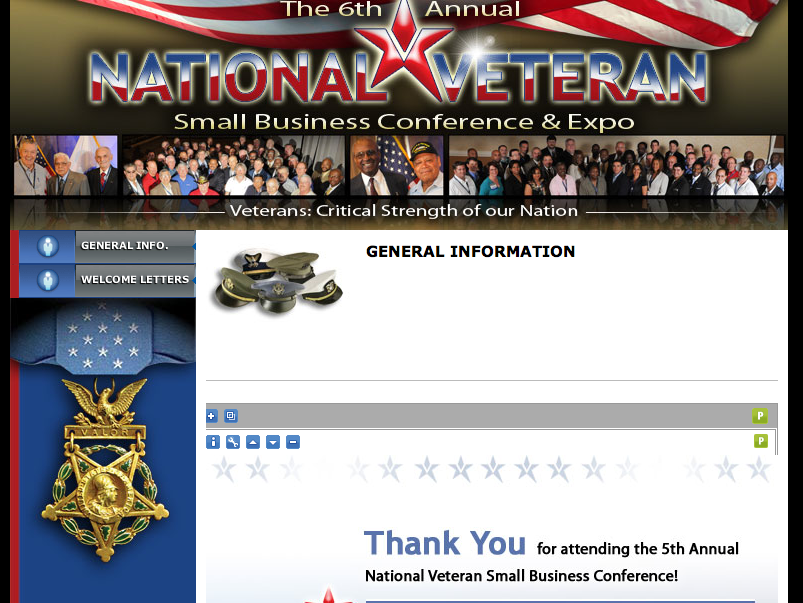 The 6th Annual
NATIONAL VETERAN
Small Business Conference & Expo
Veterans: Critical Strength of our Nation
GENERAL INFO.
WELCOME LETTERS
GENERAL INFORMATION
P
P
VALOR
Thank You for attending the 5th Annual
National Veteran Small Business Conference!